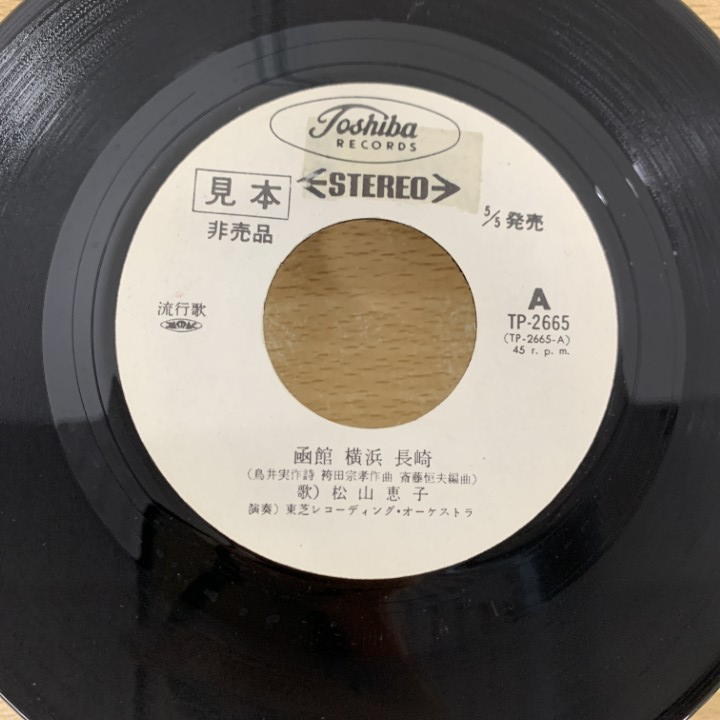 Toshiba
RECORDS
STEREO
見本
非売品
5/5 発売
流行歌
A
TP-2665
(TP-2665-A)
45 r.p.m.
函館 横浜 長崎
(鳥井実作詩 袴田宗孝作曲 斎藤恒夫編曲)
歌) 松山恵子
演奏) 東芝レコーディング・オーケストラ